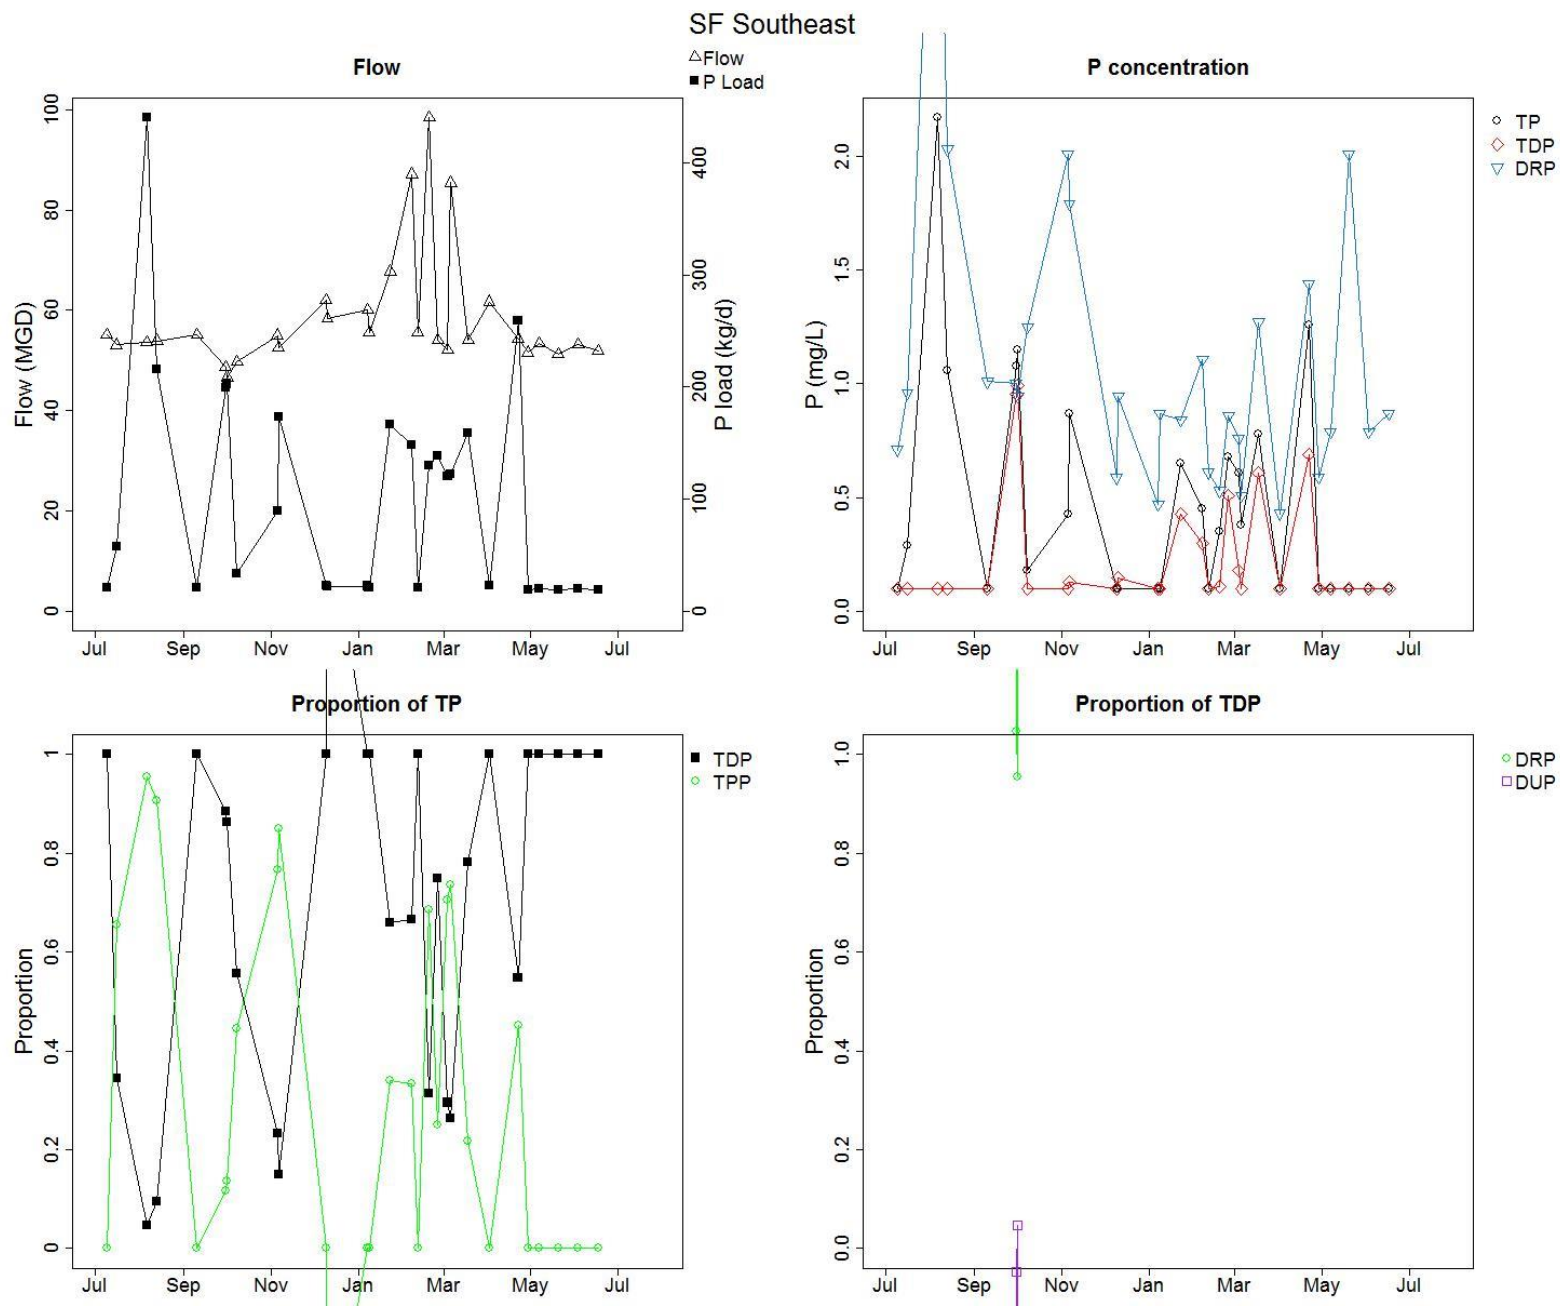 SF Southeast
Flow
P Load
Flow
100
80
60
40
20
0
Flow (MGD)
400
300
200
100
0
P load (kg/d)
Jul Sep Nov Jan Mar May Jul
P concentration
TP
TDP
DRP
2.0
1.5
1.0
0.5
0.0
P (mg/L)
Jul Sep Nov Jan Mar May Jul
Proportion of TP
TDP
TPP
1
0.8
0.6
0.4
0.2
0
Proportion
Jul Sep Nov Jan Mar May Jul
Proportion of TDP
DRP
DUP
1.0
0.8
0.6
0.4
0.2
0.0
Proportion
Jul Sep Nov Jan Mar May Jul